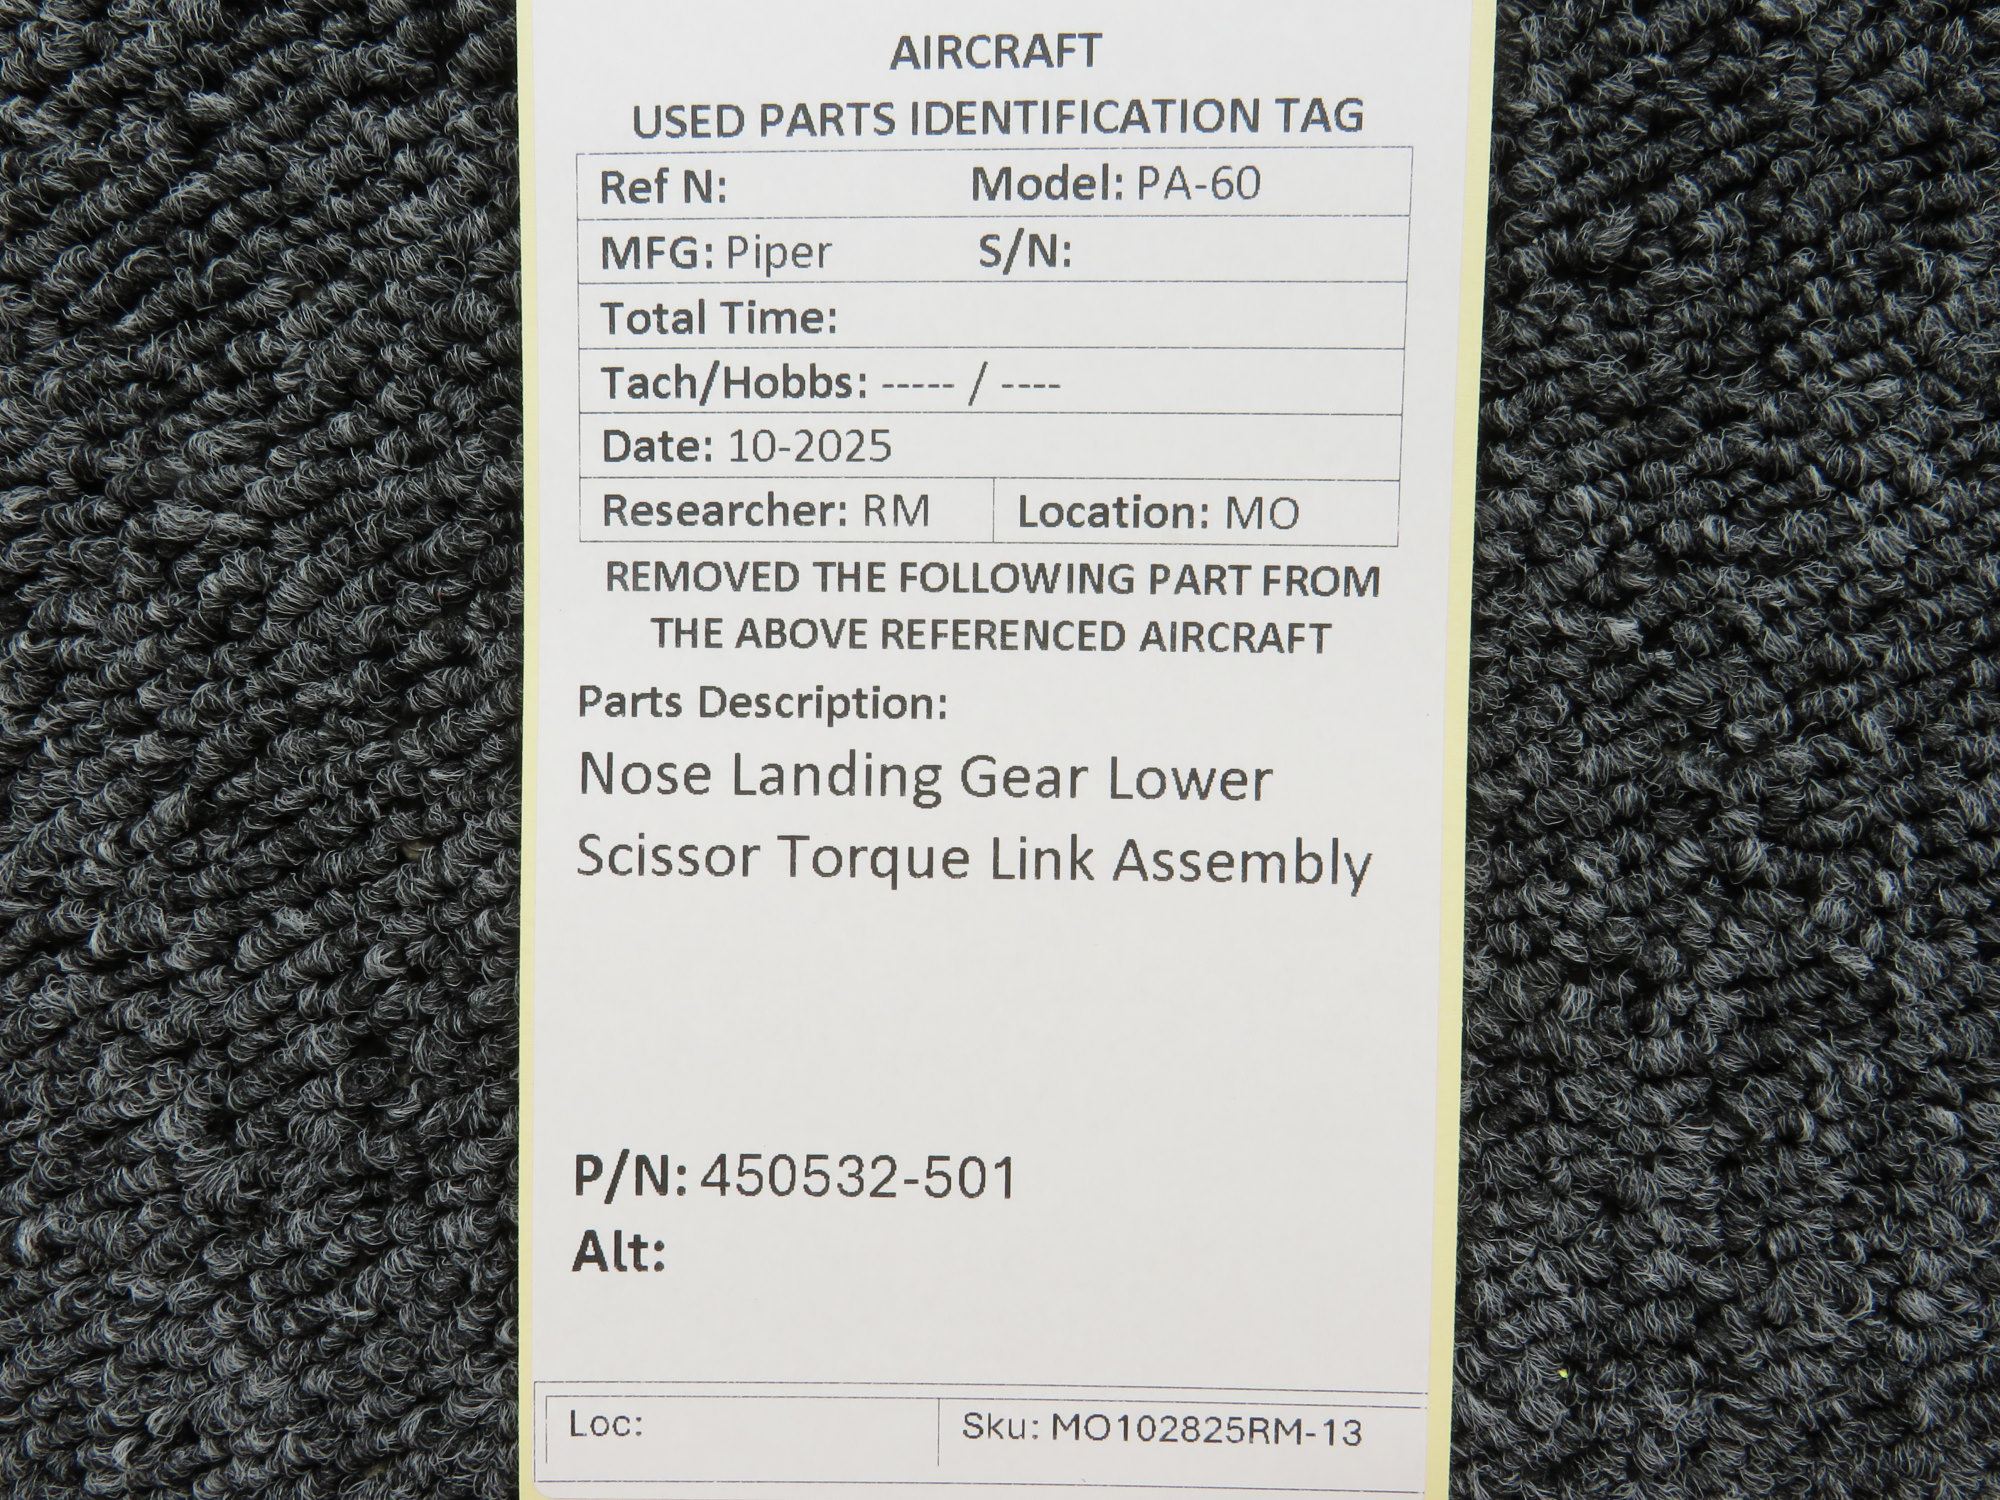 AIRCRAFT
USED PARTS IDENTIFICATION TAG
Ref N: Model: PA-60
MFG: Piper S/N:
Total Time:
Tach/Hobbs: ----- / ----
Date: 10-2025
Researcher: RM Location: MO
REMOVED THE FOLLOWING PART FROM
THE ABOVE REFERENCED AIRCRAFT
Parts Description:
Nose Landing Gear Lower
Scissor Torque Link Assembly
P/N: 450532-501
Alt:
Loc: Sku: MO102825RM-13